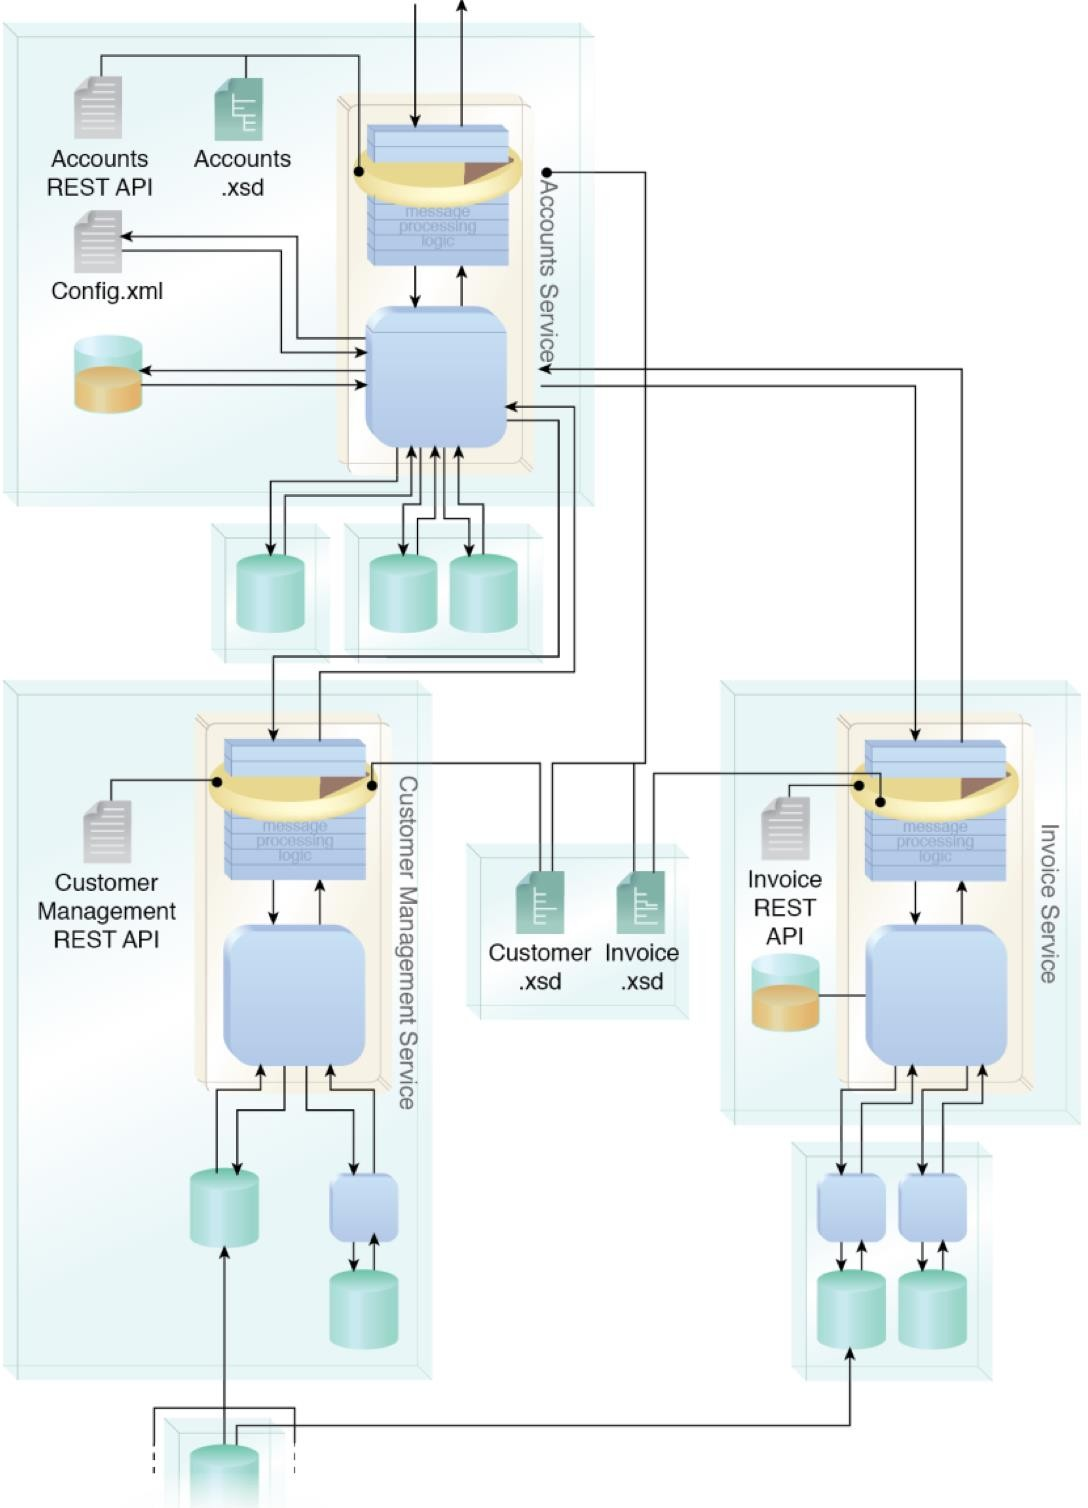 Accounts
REST API
Accounts
.xsd
message
processing
logic
Accounts Service
Config.xml
message
processing
logic
Customer Management Service
Customer
Management
REST API
Customer
.xsd
Invoice
.xsd
message
processing
logic
Invoice Service
Invoice
REST
API